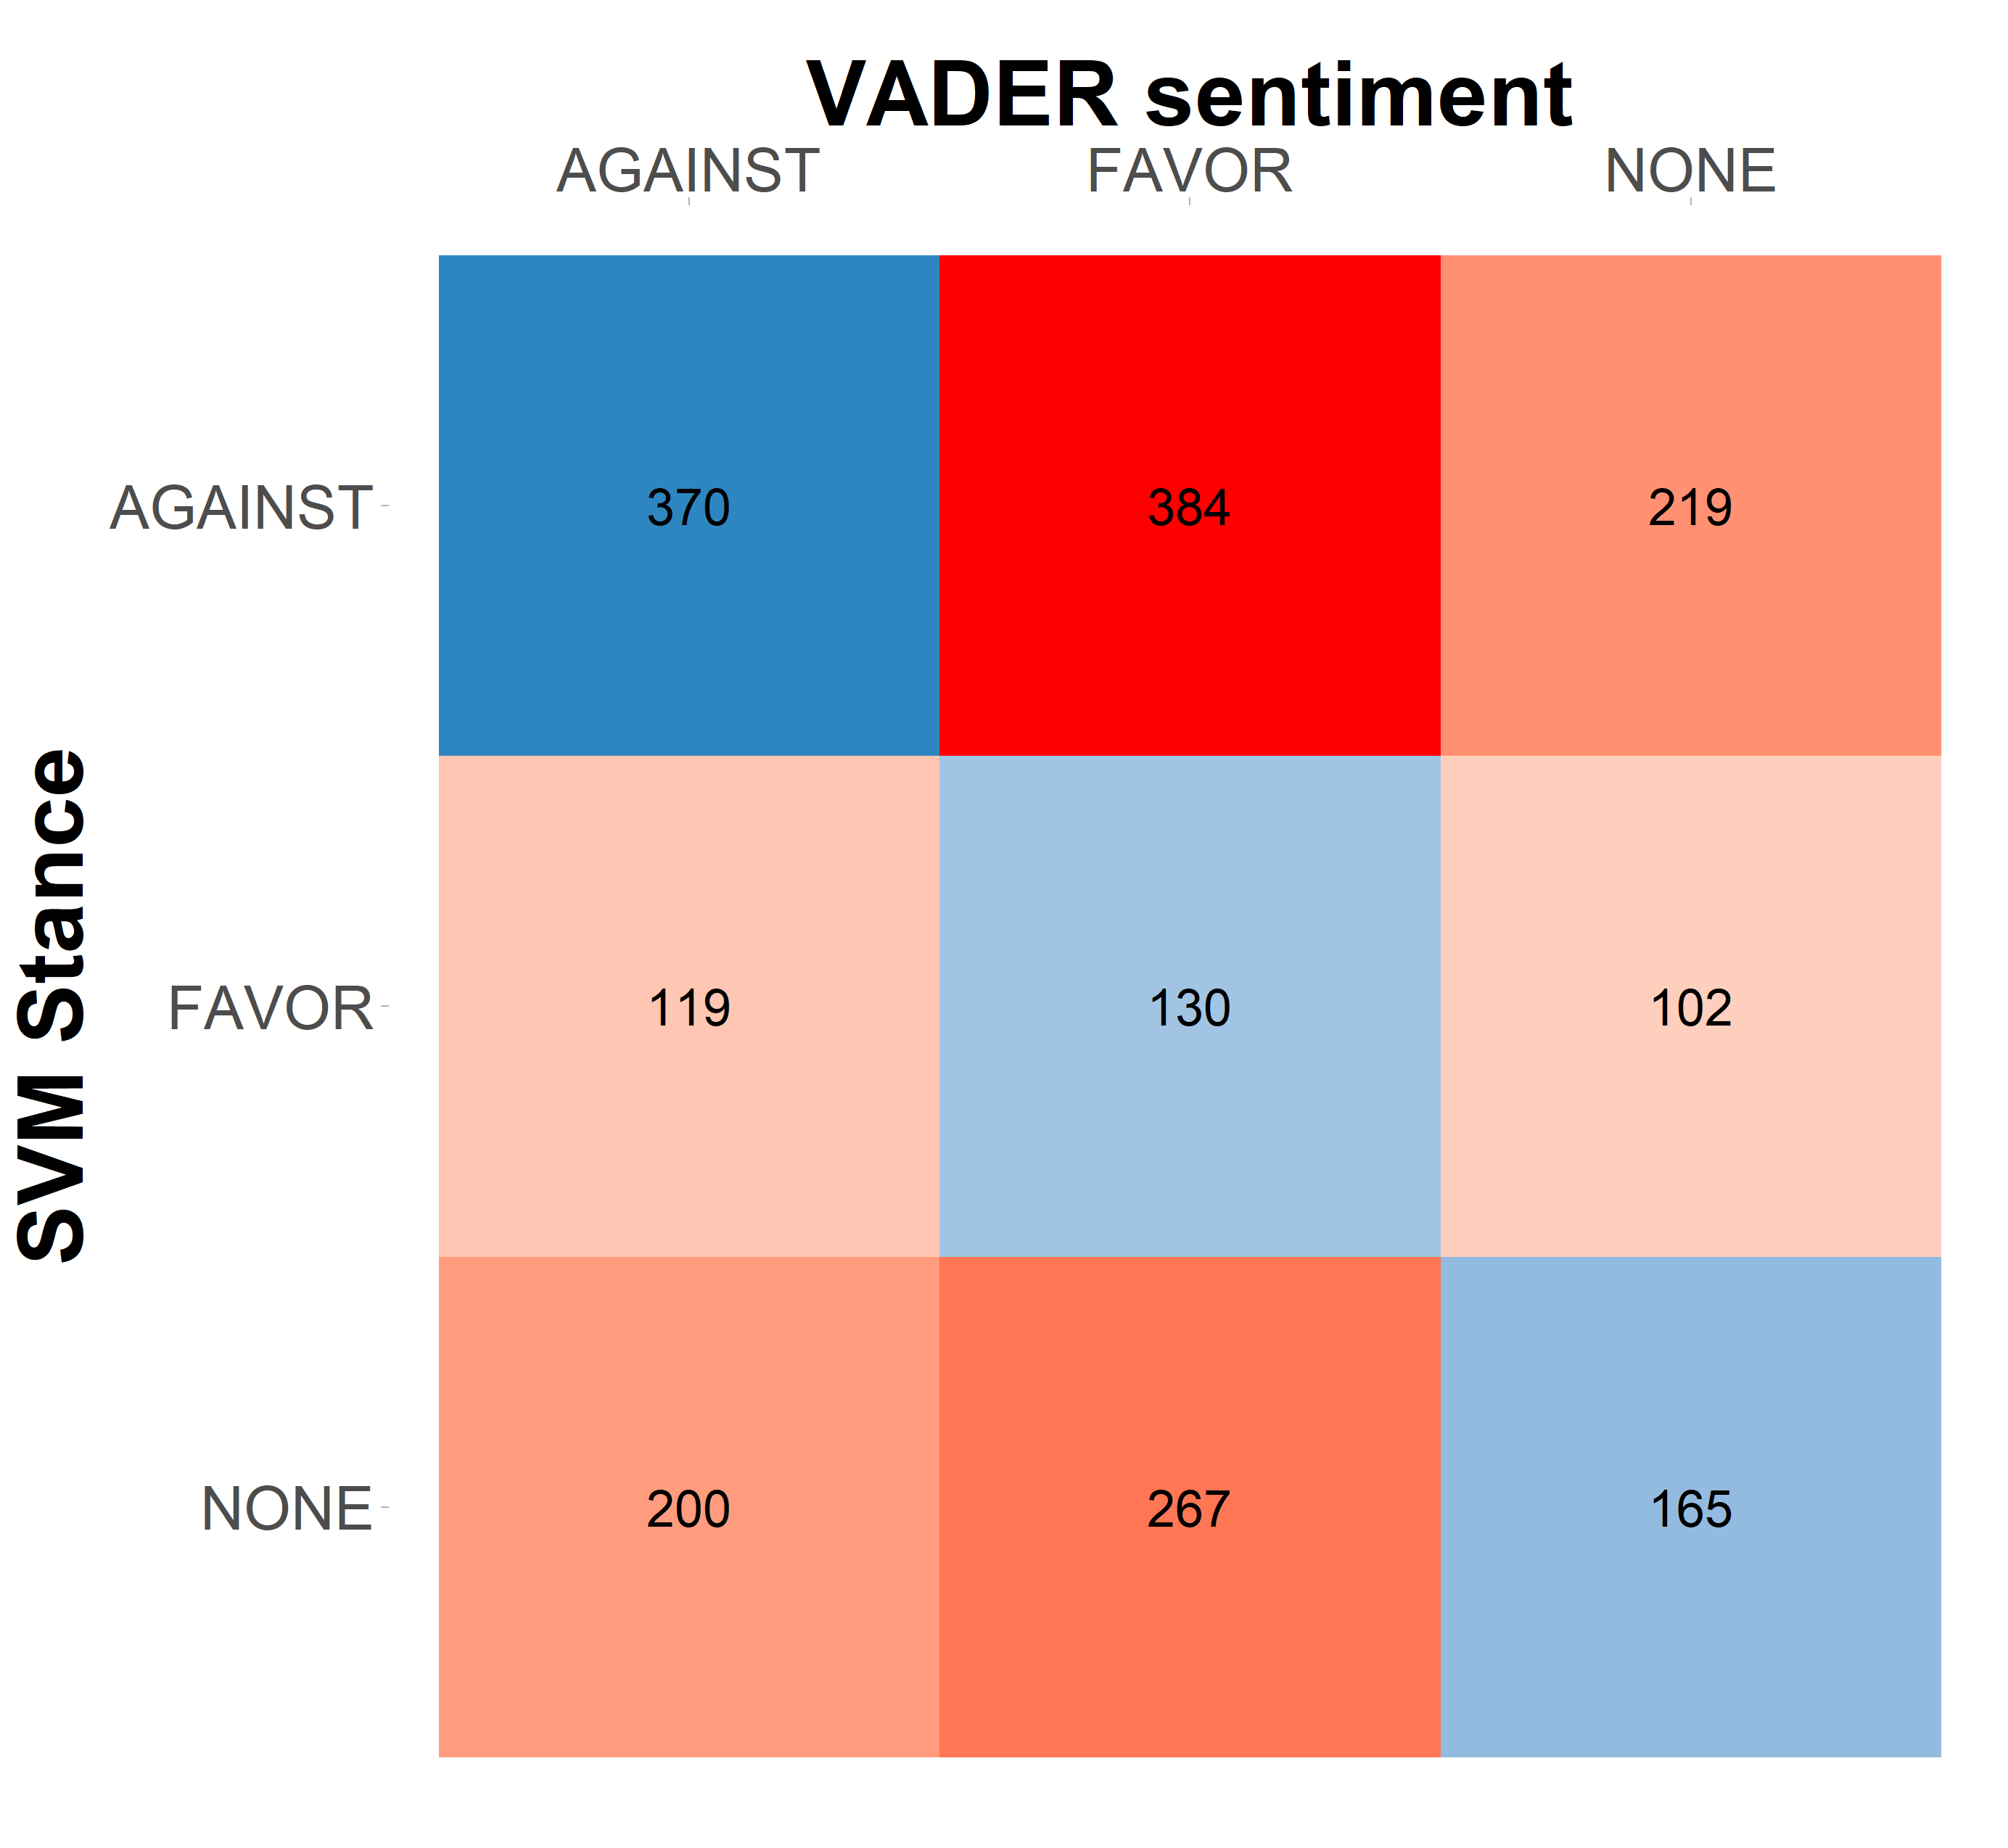 VADER sentiment
AGAINST FAVOR NONE
SVM Stance
AGAINST 370 384 219
FAVOR 119 130 102
NONE 200 267 165